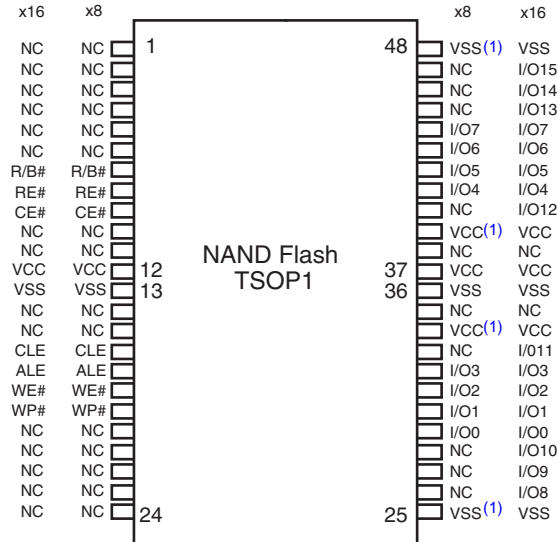 x16 x8 x8 x16
NC NC 1 48 VSS(1) VSS
NC NC NC I/O15
NC NC NC I/O14
NC NC NC I/O13
NC NC I/O7 I/O7
NC NC I/O6 I/O6
R/B# R/B# I/O5 I/O5
RE# RE# I/O4 I/O4
CE# CE# NC I/O12
NC NC VCC(1) VCC
NC NC NAND Flash NC NC
VCC VCC 12 TSOP1 37 VCC VCC
VSS VSS 13 36 VSS VSS
NC NC NC NC
NC NC VCC(1) VCC
CLE CLE NC I/011
ALE ALE I/O3 I/O3
WE# WE# I/O2 I/O2
WP# WP# I/O1 I/O1
NC NC I/O0 I/O0
NC NC NC I/O10
NC NC NC I/O9
NC NC NC I/O8
NC NC 24 25 VSS(1) VSS